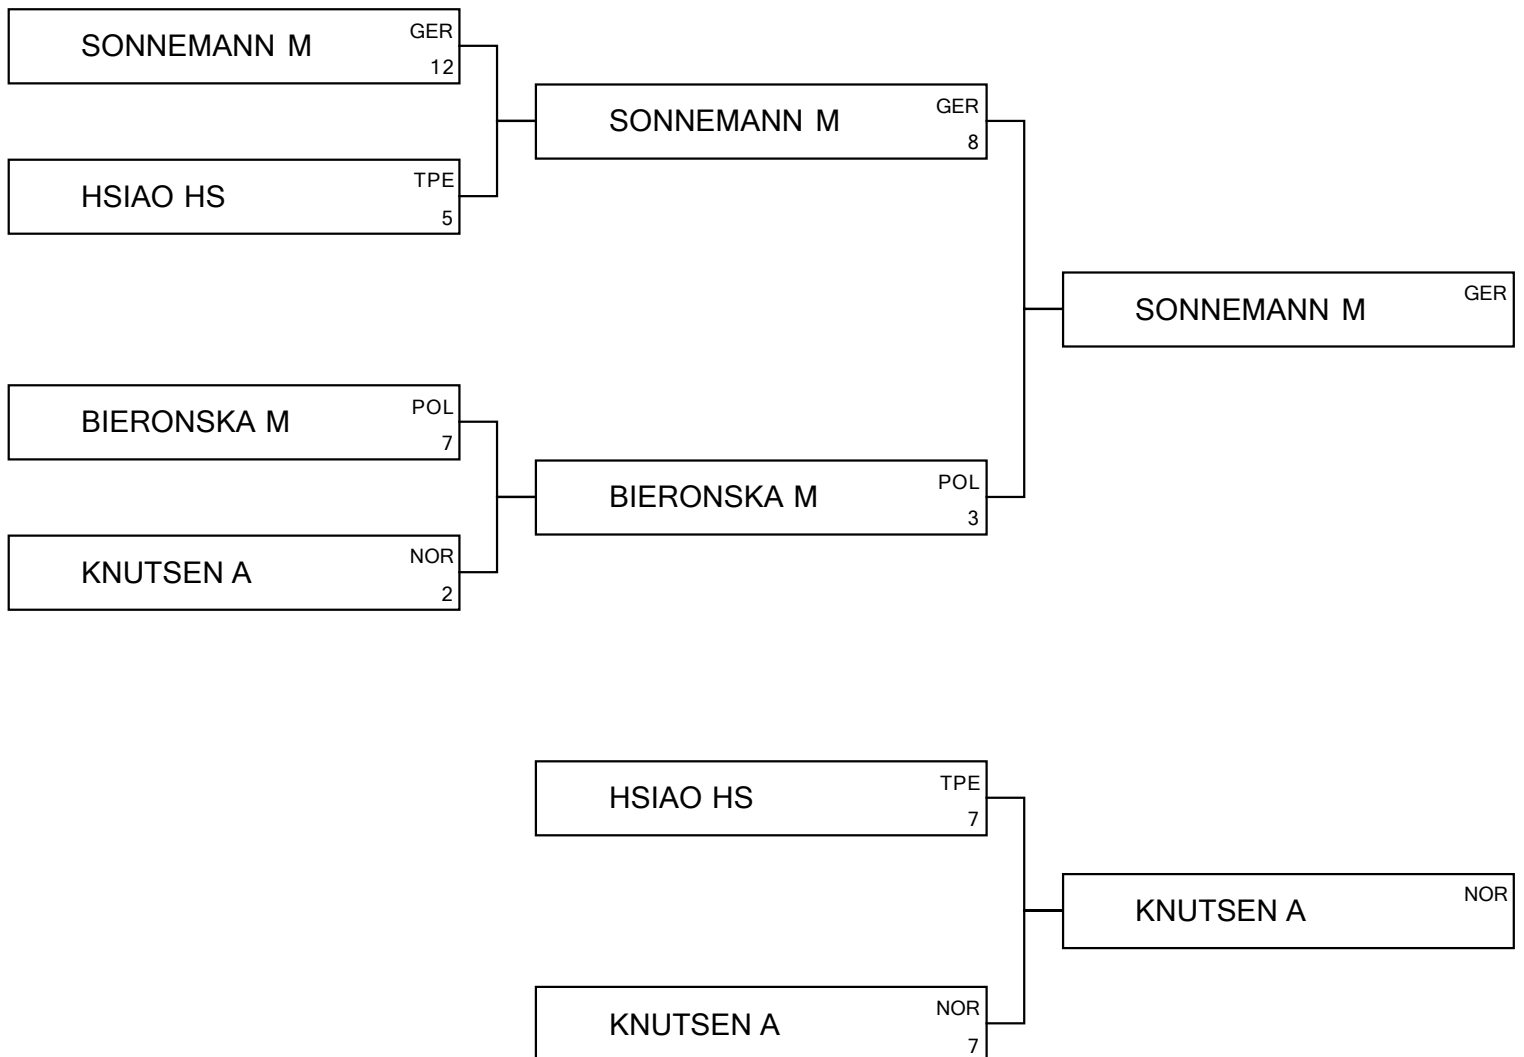 SONNEMANN M GER
12
HSIAO HS TPE
5
BIERONSKA M POL
7
KNUTSEN A NOR
2
SONNEMANN M GER
8
BIERONSKA M POL
3
SONNEMANN M GER
HSIAO HS TPE
7
KNUTSEN A NOR
7
KNUTSEN A NOR